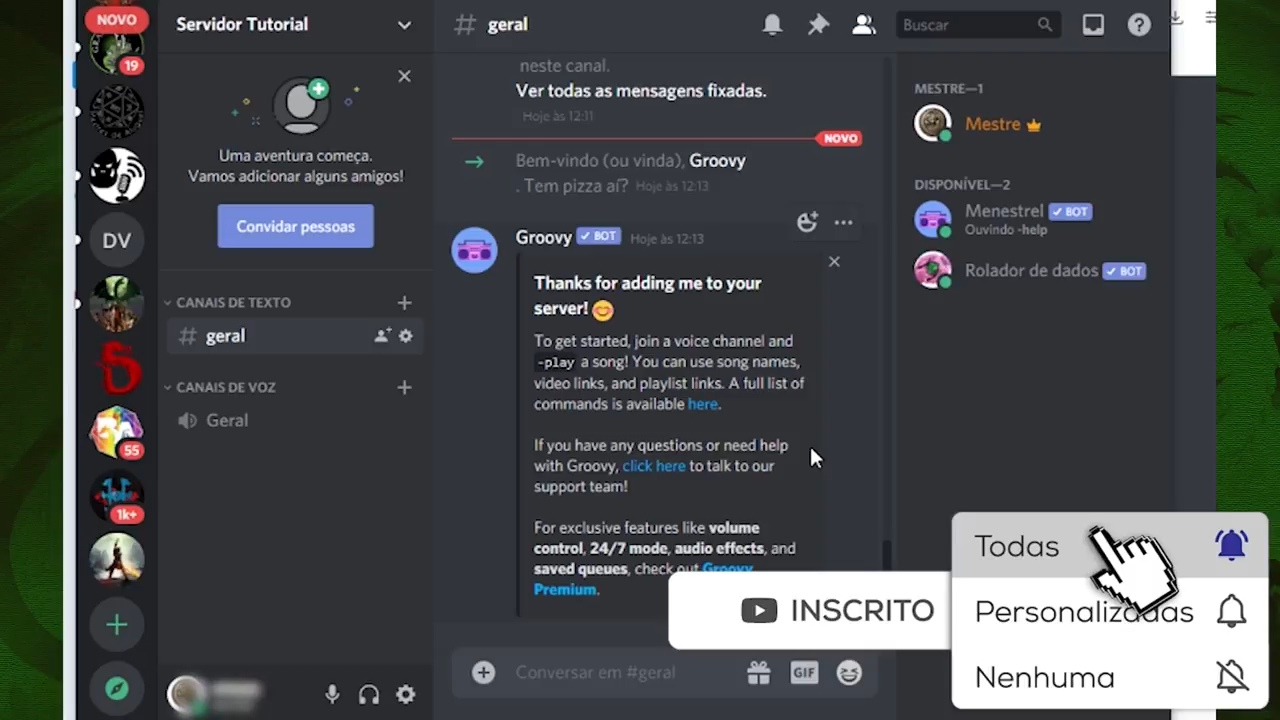 NOVO
19
DV
55
1k+
Servidor Tutorial
Uma aventura começa.
Vamos adicionar alguns amigos!
Convidar pessoas
CANAIS DE TEXTO
geral
CANAIS DE VOZ
Geral
# geral
Buscar
neste canal.
Ver todas as mensagens fixadas.
Hoje às 12:11
NOVO
Bem-vindo (ou vinda), Groovy
. Tem pizza aí? Hoje às 12:13
Groovy BOT Hoje às 12:13
Thanks for adding me to your
server!
To get started, join a voice channel and
-play a song! You can use song names,
video links, and playlist links. A full list of
commands is available here.
If you have any questions or need help
with Groovy, click here to talk to our
support team!
For exclusive features like volume
control, 24/7 mode, audio effects, and
saved queues, check out Groovy
Premium.
Conversar em #geral
GIF
MESTRE—1
Mestre
DISPONÍVEL—2
Menestrel BOT
Ouvindo -help
Rolador de dados BOT
INSCRITO
Todas
Personalizadas
Nenhuma